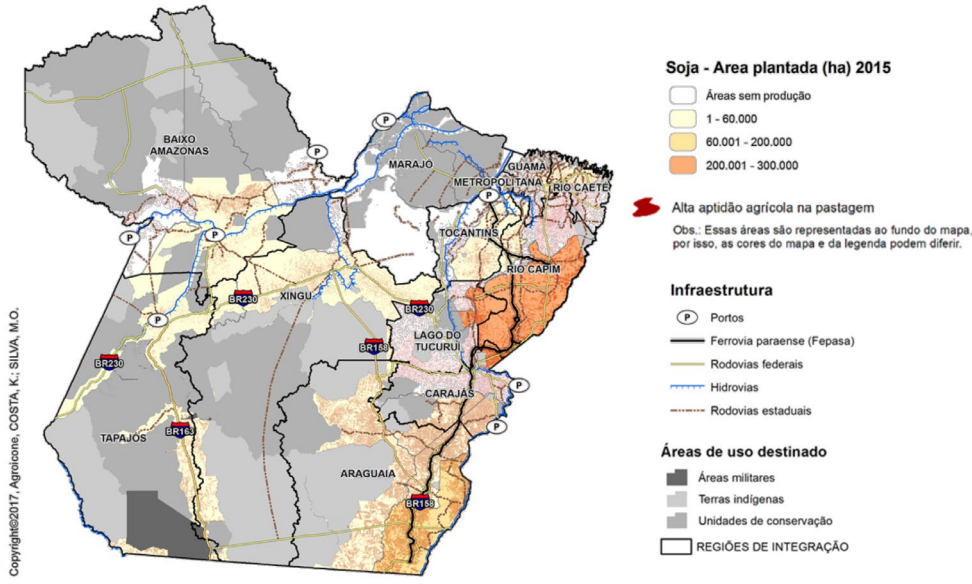 Soja - Area plantada (ha) 2015
Áreas sem produção
1 - 60.000
60.001 - 200.000
200.001 - 300.000
Alta aptidão agrícola na pastagem
Obs.: Essas áreas são representadas ao fundo do mapa,
por isso, as cores do mapa e da legenda podem diferir.
Infraestrutura
P Portos
Ferrovia paraense (Fepasa)
Rodovias federais
Hidrovias
Rodovias estaduais
Áreas de uso destinado
Áreas militares
Terras indígenas
Unidades de conservação
REGIÕES DE INTEGRAÇÃO
BAIXO
AMAZONAS
P
P
MARAJÓ
GUAMÁ
METROPOLITANA
RIO CAETÉ
P
TOCANTINS
P
P
RIO CAPIM
XINGU
BR230
BR230
P
LAGO DO
TUCURUÍ
BR158
BR230
P
CARAJÁS
P
TAPAJÓS
BR163
ARAGUAIA
BR158
Copyright©2017, Agroicone, COSTA, K.; SILVA, M.O.